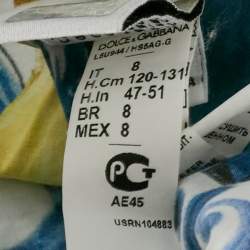 DOLCE & GABBANA
L5U944 / HS5AG-G
IT 8
H.Cm 120-131
H.In 47-51
BR 8
MEX 8
РСТ
AE45
USRN104883